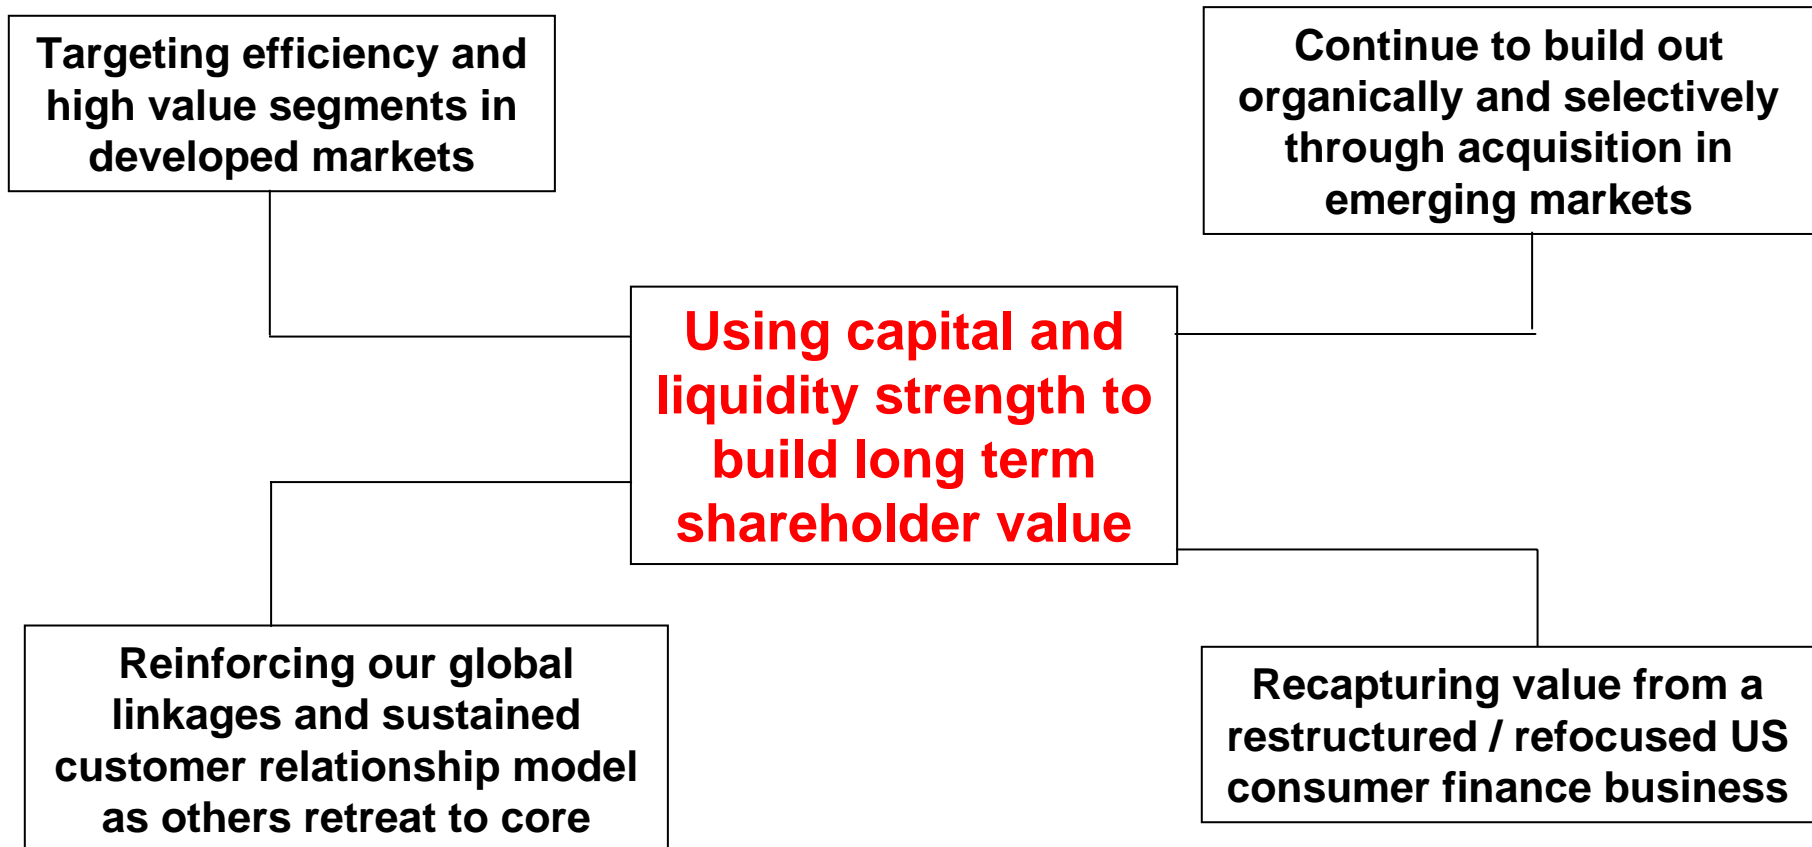 Targeting efficiency and
high value segments in
developed markets
Continue to build out
organically and selectively
through acquisition in
emerging markets
Using capital and
liquidity strength to
build long term
shareholder value
Reinforcing our global
linkages and sustained
customer relationship model
as others retreat to core
Recapturing value from a
restructured / refocused US
consumer finance business